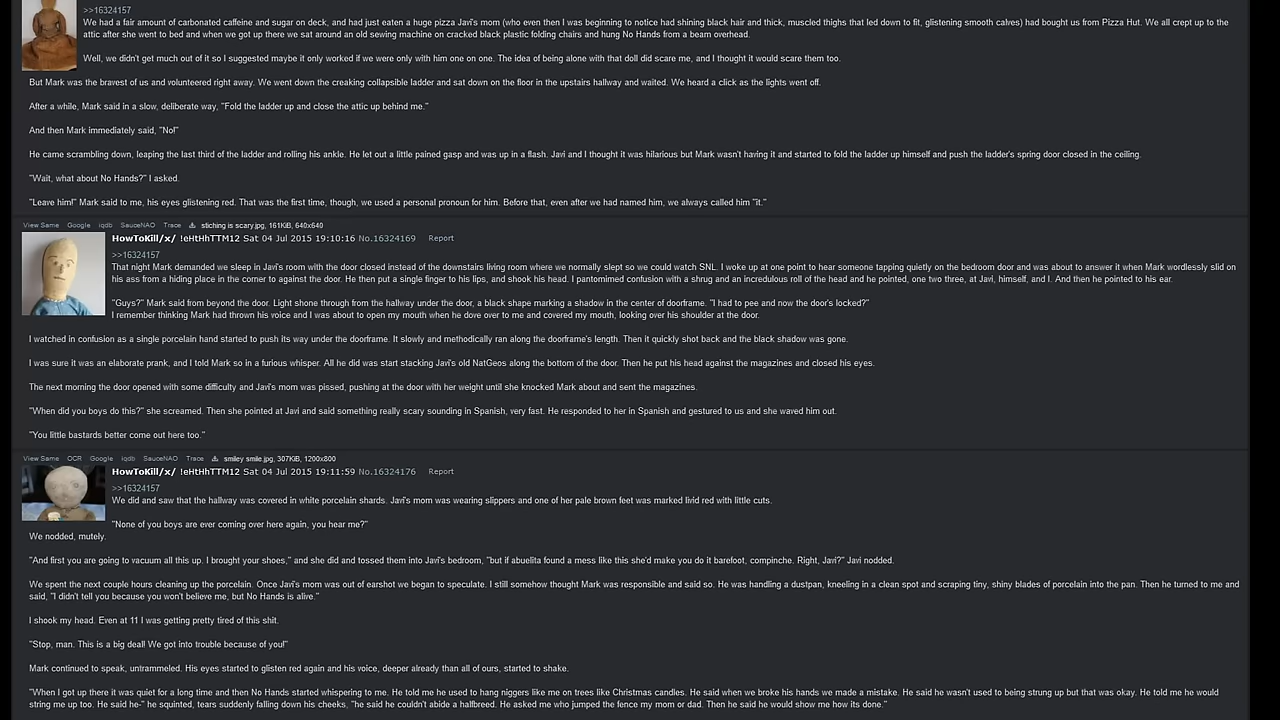 >>16324157
We had a fair amount of carbonated caffeine and sugar on deck, and had just eaten a huge pizza Javi's mom (who even then I was beginning to notice had shining black hair and thick, muscled thighs that led down to fit, glistening smooth calves) had bought us from Pizza Hut. We all crept up to the
attic after she went to bed and when we got up there we sat around an old sewing machine on cracked black plastic folding chairs and hung No Hands from a beam overhead.
Well, we didn't get much out of it so I suggested maybe it only worked if we were only with him one on one. The idea of being alone with that doll did scare me, and I thought it would scare them too.
But Mark was the bravest of us and volunteered right away. We went down the creaking collapsible ladder and sat down on the floor in the upstairs hallway and waited. We heard a click as the lights went off.
After a while, Mark said in a slow, deliberate way, "Fold the ladder up and close the attic up behind me."
And then Mark immediately said, "No!"
He came scrambling down, leaping the last third of the ladder and rolling his ankle. He let out a little pained gasp and was up in a flash. Javi and I thought it was hilarious but Mark wasn't having it and started to fold the ladder up himself and push the ladder's spring door closed in the ceiling.
"Wait, what about No Hands?" I asked.
"Leave him!" Mark said to me, his eyes glistening red. That was the first time, though, we used a personal pronoun for him. Before that, even after we had named him, we always called him "it."
View Same Google iqdb SauceNAO Trace stiching is scary.jpg, 161KiB, 640x640
HowToKill/x/ !eHtHhTTM12 Sat 04 Jul 2015 19:10:16 No.16324169 Report
>>16324157
That night Mark demanded we sleep in Javi's room with the door closed instead of the downstairs living room where we normally slept so we could watch SNL. I woke up at one point to hear someone tapping quietly on the bedroom door and was about to answer it when Mark wordlessly slid on
his ass from a hiding place in the corner to against the door. He then put a single finger to his lips, and shook his head. I pantomimed confusion with a shrug and an incredulous roll of the head and he pointed, one two three, at Javi, himself, and I. And then he pointed to his ear.
"Guys?" Mark said from beyond the door. Light shone through from the hallway under the door, a black shape marking a shadow in the center of doorframe. "I had to pee and now the door's locked?"
I remember thinking Mark had thrown his voice and I was about to open my mouth when he dove over to me and covered my mouth, looking over his shoulder at the door.
I watched in confusion as a single porcelain hand started to push its way under the doorframe. It slowly and methodically ran along the doorframe's length. Then it quickly shot back and the black shadow was gone.
I was sure it was an elaborate prank, and I told Mark so in a furious whisper. All he did was start stacking Javi's old NatGeos along the bottom of the door. Then he put his head against the magazines and closed his eyes.
The next morning the door opened with some difficulty and Javi's mom was pissed, pushing at the door with her weight until she knocked Mark about and sent the magazines.
"When did you boys do this?" she screamed. Then she pointed at Javi and said something really scary sounding in Spanish, very fast. He responded to her in Spanish and gestured to us and she waved him out.
"You little bastards better come out here too."
View Same OCR Google iqdb SauceNAO Trace smiley smile.jpg, 307KiB, 1200x800
HowToKill/x/ !eHtHhTTM12 Sat 04 Jul 2015 19:11:59 No.16324176 Report
>>16324157
We did and saw that the hallway was covered in white porcelain shards. Javi's mom was wearing slippers and one of her pale brown feet was marked livid red with little cuts.
"None of you boys are ever coming over here again, you hear me?"
We nodded, mutely.
"And first you are going to vacuum all this up. I brought your shoes," and she did and tossed them into Javi's bedroom, "but if abuelita found a mess like this she'd make you do it barefoot, compinche. Right, Javi?" Javi nodded.
We spent the next couple hours cleaning up the porcelain. Once Javi's mom was out of earshot we began to speculate. I still somehow thought Mark was responsible and said so. He was handling a dustpan, kneeling in a clean spot and scraping tiny, shiny blades of porcelain into the pan. Then he turned to me and
said, "I didn't tell you because you won't believe me, but No Hands is alive."
I shook my head. Even at 11 I was getting pretty tired of this shit.
"Stop, man. This is a big deal! We got into trouble because of you!"
Mark continued to speak, untrammeled. His eyes started to glisten red again and his voice, deeper already than all of ours, started to shake.
"When I got up there it was quiet for a long time and then No Hands started whispering to me. He told me he used to hang niggers like me on trees like Christmas candles. He said when we broke his hands we made a mistake. He said he wasn't used to being strung up but that was okay. He told me he would
string me up too. He said he-" he squinted, tears suddenly falling down his cheeks, "he said he couldn't abide a halfbreed. He asked me who jumped the fence my mom or dad. Then he said he would show me how its done."